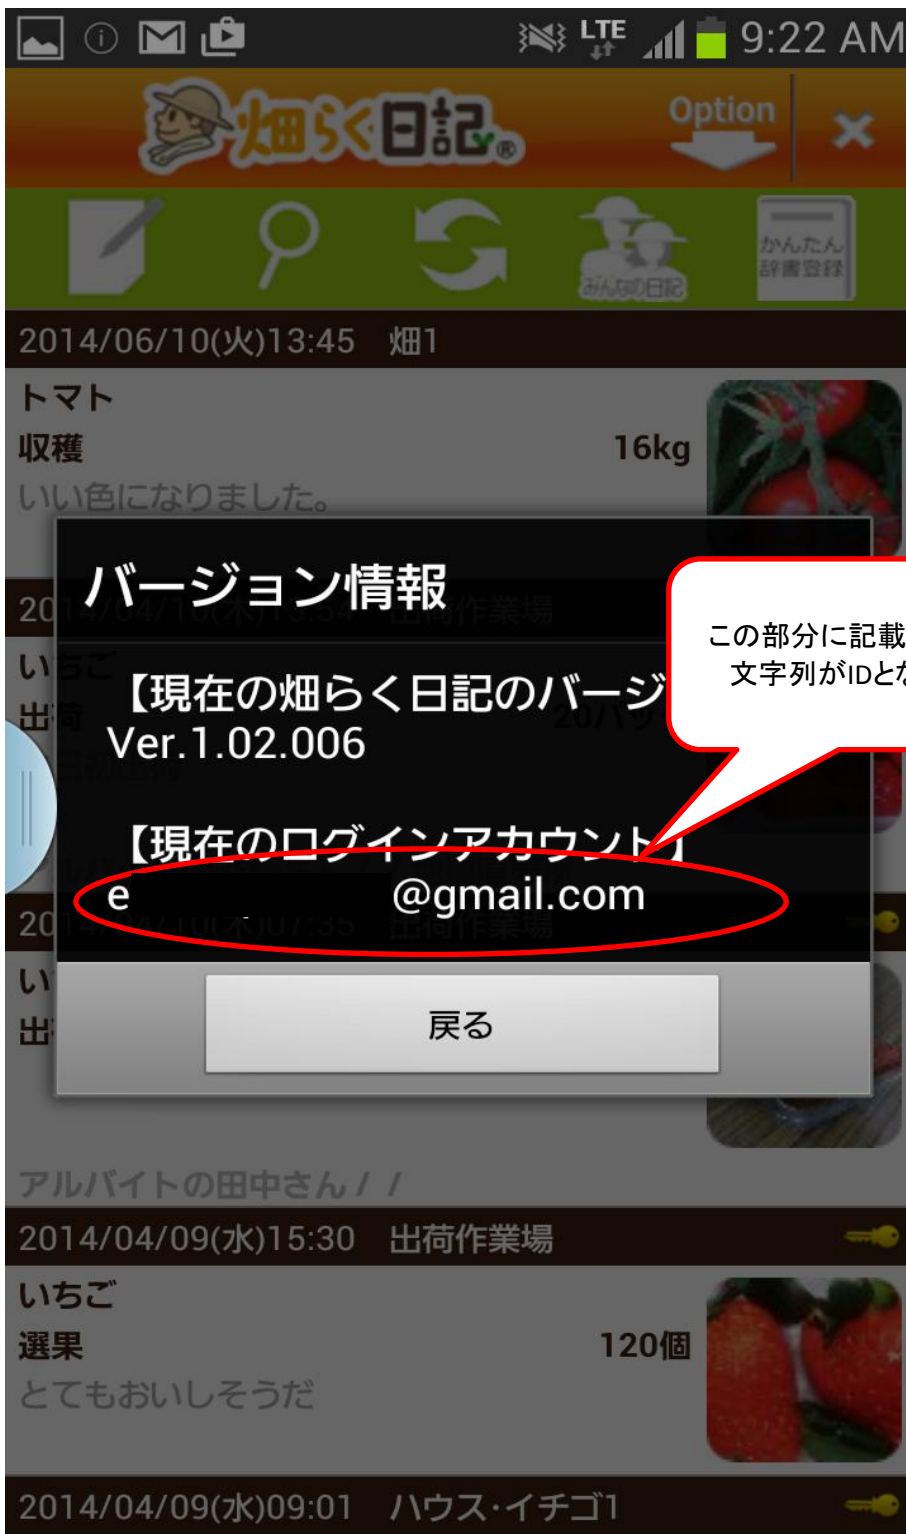 LTE 9:22 AM
畑らく日記® Option
みんなの日記 かんたん
辞書登録
2014/06/10(火)13:45 畑1
トマト
収穫 16kg
いい色になりました。
バージョン情報
この部分に記載
文字列がIDとな
【現在の畑らく日記のバージ
Ver.1.02.006
【現在のログインアカウント】
e @gmail.com
戻る
いちご
出荷
アルバイトの田中さん / /
2014/04/09(水)15:30 出荷作業場
いちご
選果 120個
とてもおいしそうだ
2014/04/09(水)09:01 ハウス・イチゴ1